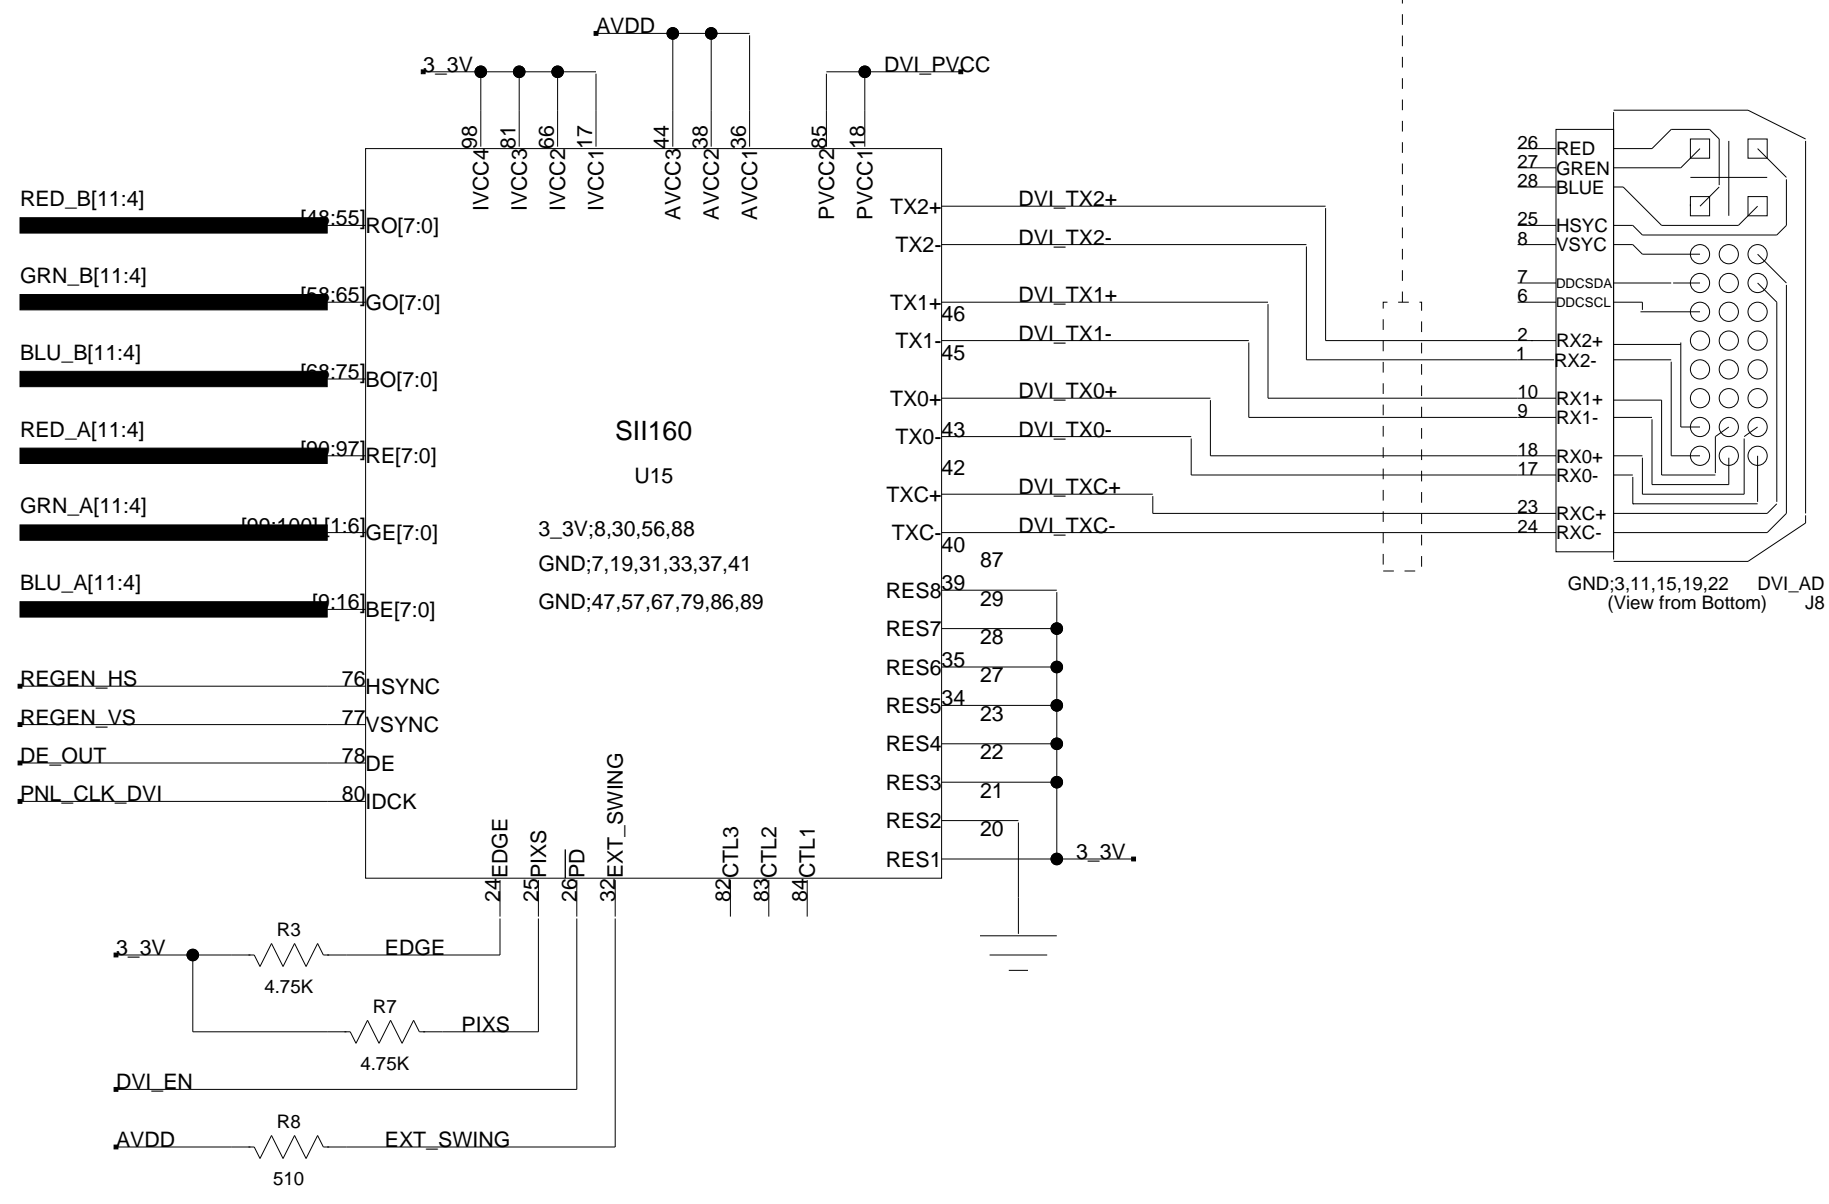 AVDD
3_3V
DVI_PVCC
98 81 66 17 44 38 36 85 18
IVCC4 IVCC3 IVCC2 IVCC1 AVCC3 AVCC2 AVCC1 PVCC2 PVCC1
RED_B[11:4] [48:55] RO[7:0]
GRN_B[11:4] [58:65] GO[7:0]
BLU_B[11:4] [68:75] BO[7:0]
RED_A[11:4] [90:97] RE[7:0]
GRN_A[11:4] [99:100],[1:6] GE[7:0]
BLU_A[11:4] [9:16] BE[7:0]
REGEN_HS 76 HSYNC
REGEN_VS 77 VSYNC
DE_OUT 78 DE
PNL_CLK_DVI 80 IDCK
SII160
U15
3_3V;8,30,56,88
GND;7,19,31,33,37,41
GND;47,57,67,79,86,89
TX2+ DVI_TX2+
TX2- DVI_TX2-
TX1+ DVI_TX1+
46
TX1- DVI_TX1-
45
TX0+ DVI_TX0+
TX0- 43 DVI_TX0-
42
TXC+ DVI_TXC+
TXC- DVI_TXC-
40
87
RES8 39
29
RES7
28
RES6 35
27
RES5 34
23
RES4
22
RES3
21
RES2
20
RES1 3_3V
24 EDGE
25 PIXS
26 PD
32 EXT_SWING
82 CTL3
83 CTL2
84 CTL1
3_3V R3 EDGE
4.75K
R7 PIXS
4.75K
DVI_EN
AVDD R8 EXT_SWING
510
26 RED
27 GREN
28 BLUE
25 HSYC
8 VSYC
7 DDCSDA
6 DDCSCL
2 RX2+
1 RX2-
10 RX1+
9 RX1-
18 RX0+
17 RX0-
23 RXC+
24 RXC-
GND;3,11,15,19,22 DVI_AD
(View from Bottom) J8